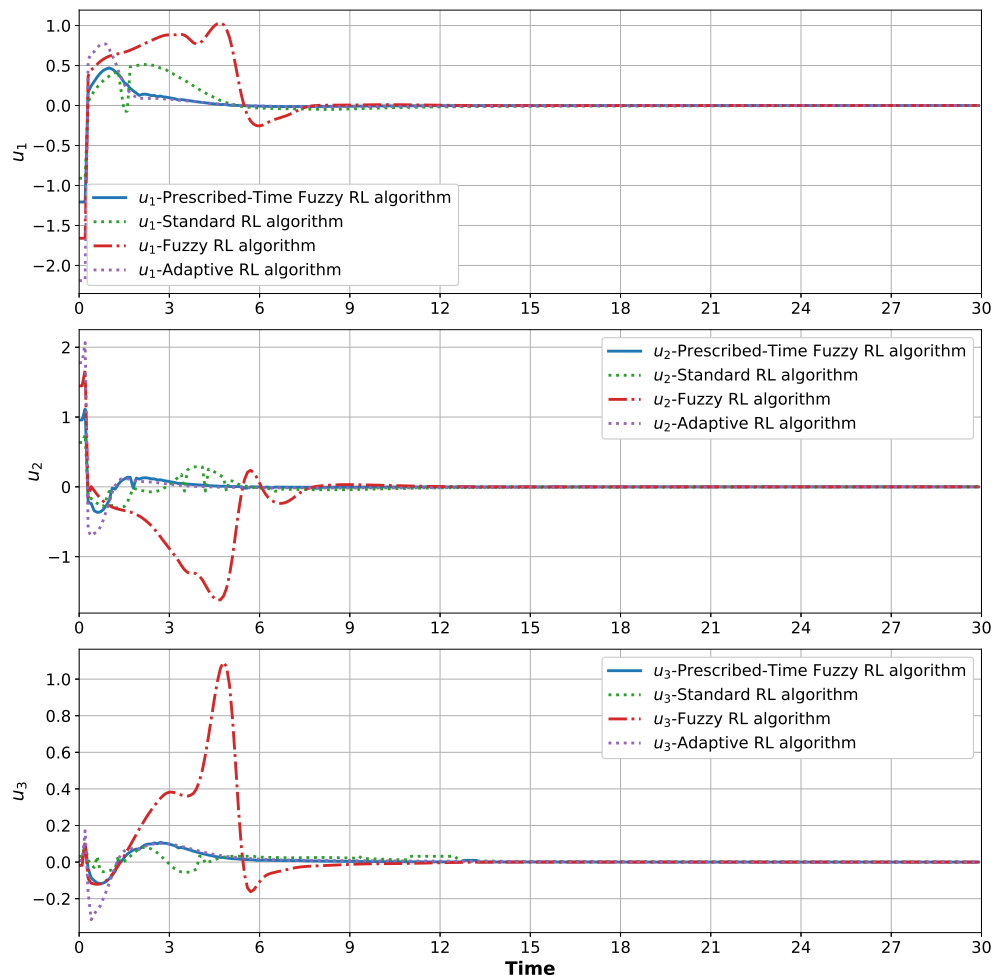 1.0
0.5
0.0
−0.5
−1.0
−1.5
−2.0
u₁
u₁-Prescribed-Time Fuzzy RL algorithm
u₁-Standard RL algorithm
u₁-Fuzzy RL algorithm
u₁-Adaptive RL algorithm
0 3 6 9 12 15 18 21 24 27 30
2
1
0
−1
u₂
u₂-Prescribed-Time Fuzzy RL algorithm
u₂-Standard RL algorithm
u₂-Fuzzy RL algorithm
u₂-Adaptive RL algorithm
0 3 6 9 12 15 18 21 24 27 30
1.0
0.8
0.6
0.4
0.2
0.0
−0.2
u₃
u₃-Prescribed-Time Fuzzy RL algorithm
u₃-Standard RL algorithm
u₃-Fuzzy RL algorithm
u₃-Adaptive RL algorithm
0 3 6 9 12 15 18 21 24 27 30
Time